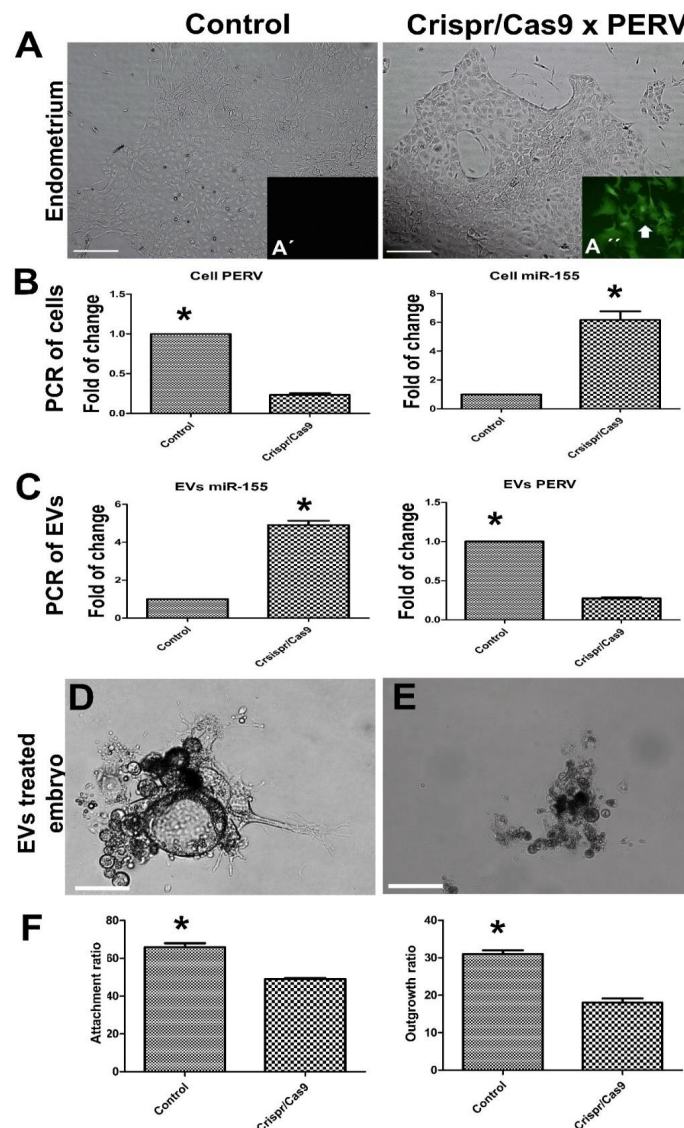 Control Crispr/Cas9 x PERV
A
Endometrium
A´
A´´
B
PCR of cells
Cell PERV
*
Fold of change
1.5
1.0
0.5
0.0
Control
Crispr/Cas9
Cell miR-155
*
Fold of change
8
6
4
2
0
Control
Crsispr/Cas9
C
PCR of EVs
EVs miR-155
*
Fold of change
6
4
2
0
Control
Crsispr/Cas9
EVs PERV
*
Fold of change
1.5
1.0
0.5
0.0
Control
Crispr/Cas9
EVs treated
embryo
D
E
F
*
Attachment ratio
80
60
40
20
0
Control
Crispr/Cas9
*
Outgrowth ratio
40
30
20
10
0
Control
Crispr/Cas9